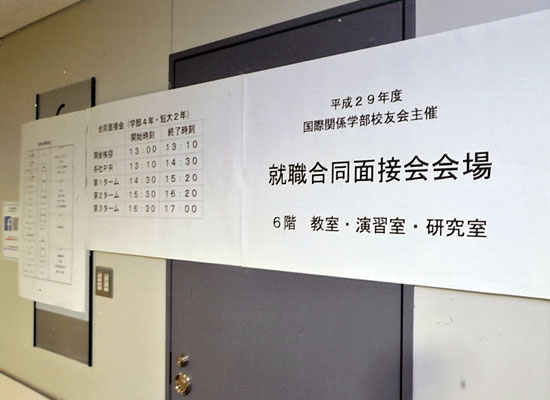 合同面接会（学部４年・短大２年）
開始時刻 終了時刻
開会挨拶 13：00 13：10
各社ＰＲ 13：10 14：30
第１ターム 14：30 15：20
第２ターム 15：30 16：20
第３ターム 16：30 17：00
平成２９年度
国際関係学部校友会主催
就職合同面接会会場
６階　教室・演習室・研究室